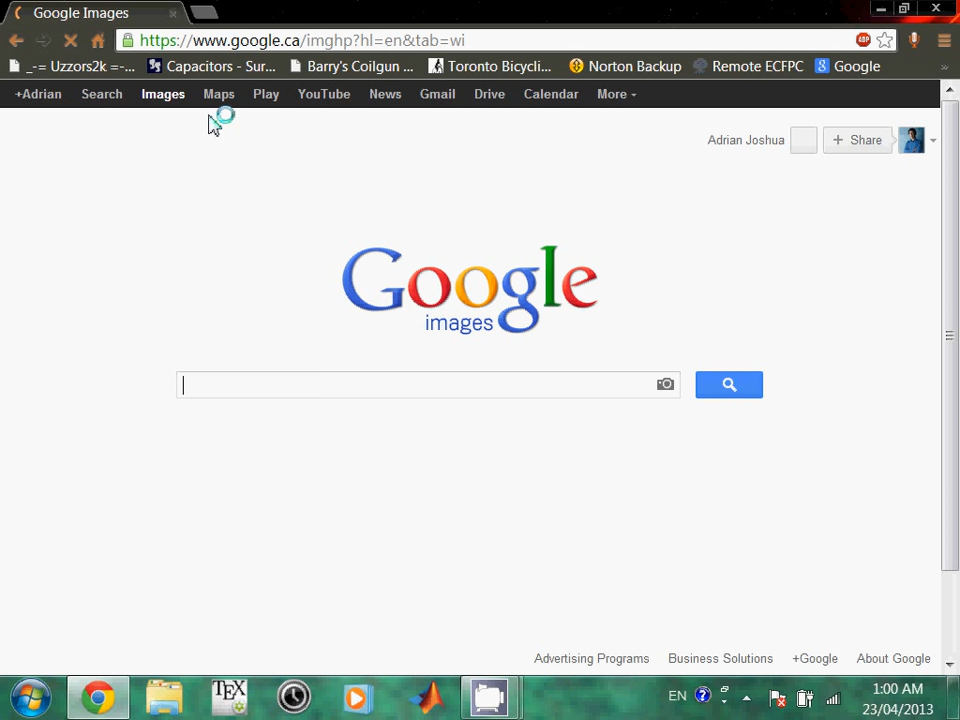 Google Images
https://www.google.ca/imghp?hl=en&tab=wi
ABP
_-= Uzzors2k =-... Capacitors - Sur... Barry's Coilgun ... Toronto Bicycli... Norton Backup Remote ECFPC Google »
+Adrian Search Images Maps Play YouTube News Gmail Drive Calendar More
Adrian Joshua + Share
Google
images
Advertising Programs Business Solutions +Google About Google
TEX
EN
1:00 AM
23/04/2013